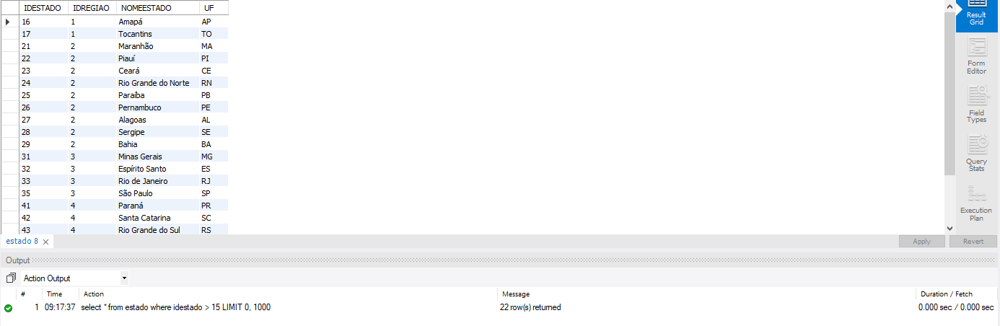 IDESTADO IDREGIAO NOMEESTADO UF
16 1 Amapá AP
17 1 Tocantins TO
21 2 Maranhão MA
22 2 Piauí PI
23 2 Ceará CE
24 2 Rio Grande do Norte RN
25 2 Paraíba PB
26 2 Pernambuco PE
27 2 Alagoas AL
28 2 Sergipe SE
29 2 Bahia BA
31 3 Minas Gerais MG
32 3 Espírito Santo ES
33 3 Rio de Janeiro RJ
35 3 São Paulo SP
41 4 Paraná PR
42 4 Santa Catarina SC
43 4 Rio Grande do Sul RS
Result
Grid
Form
Editor
Field
Types
Query
Stats
Execution
Plan
estado 8
Apply Revert
Output
Action Output
# Time Action Message Duration / Fetch
1 09:17:37 select * from estado where idestado > 15 LIMIT 0, 1000 22 row(s) returned 0.000 sec / 0.000 sec